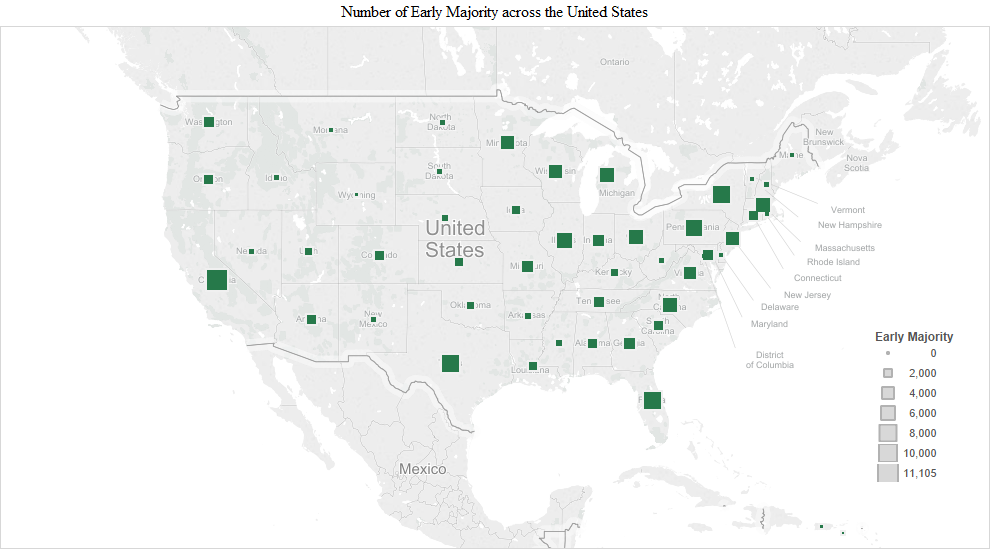 Number of Early Majority across the United States
Ontario
Washington
Montana
North
Dakota
Minnesota
New
Brunswick
Maine
Nova
Scotia
Oregon
Idaho
South
Dakota
Wisconsin
Michigan
Wyoming
Vermont
New Hampshire
Iowa
United
States
Nevada
Utah
Colorado
Illinois
Indiana
Pennsylvania
Massachusetts
Rhode Island
Connecticut
California
Missouri
Kentucky
Virginia
New Jersey
Delaware
Maryland
Arizona
New
Mexico
Oklahoma
Arkansas
Tennessee
North
Carolina
South
Carolina
Alabama
Georgia
District
of Columbia
Louisiana
Florida
Mexico
Early Majority
0
2,000
4,000
6,000
8,000
10,000
11,105